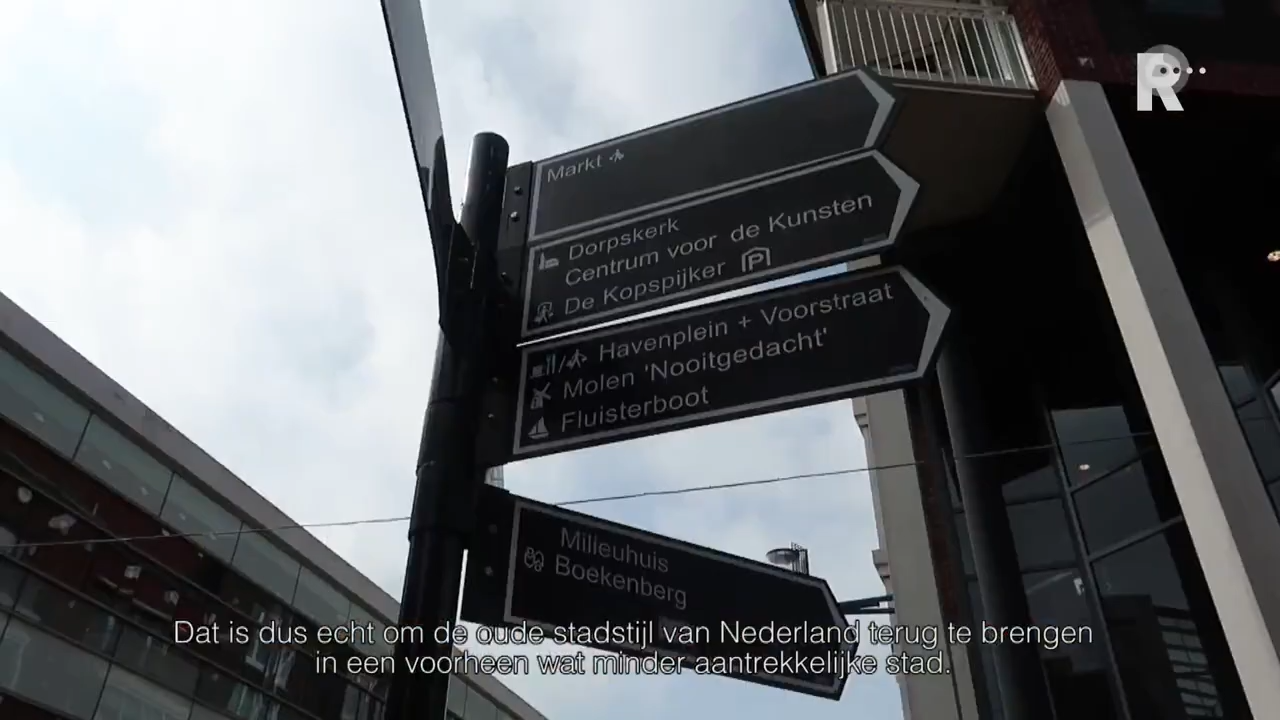 R
Markt
Dorpskerk
Centrum voor de Kunsten
De Kopspijker P
Havenplein + Voorstraat
Molen 'Nooitgedacht'
Fluisterboot
Milieuhuis
Boekenberg
Dat is dus echt om de oude stadstijl van Nederland terug te brengen
in een voorheen wat minder aantrekkelijke stad.